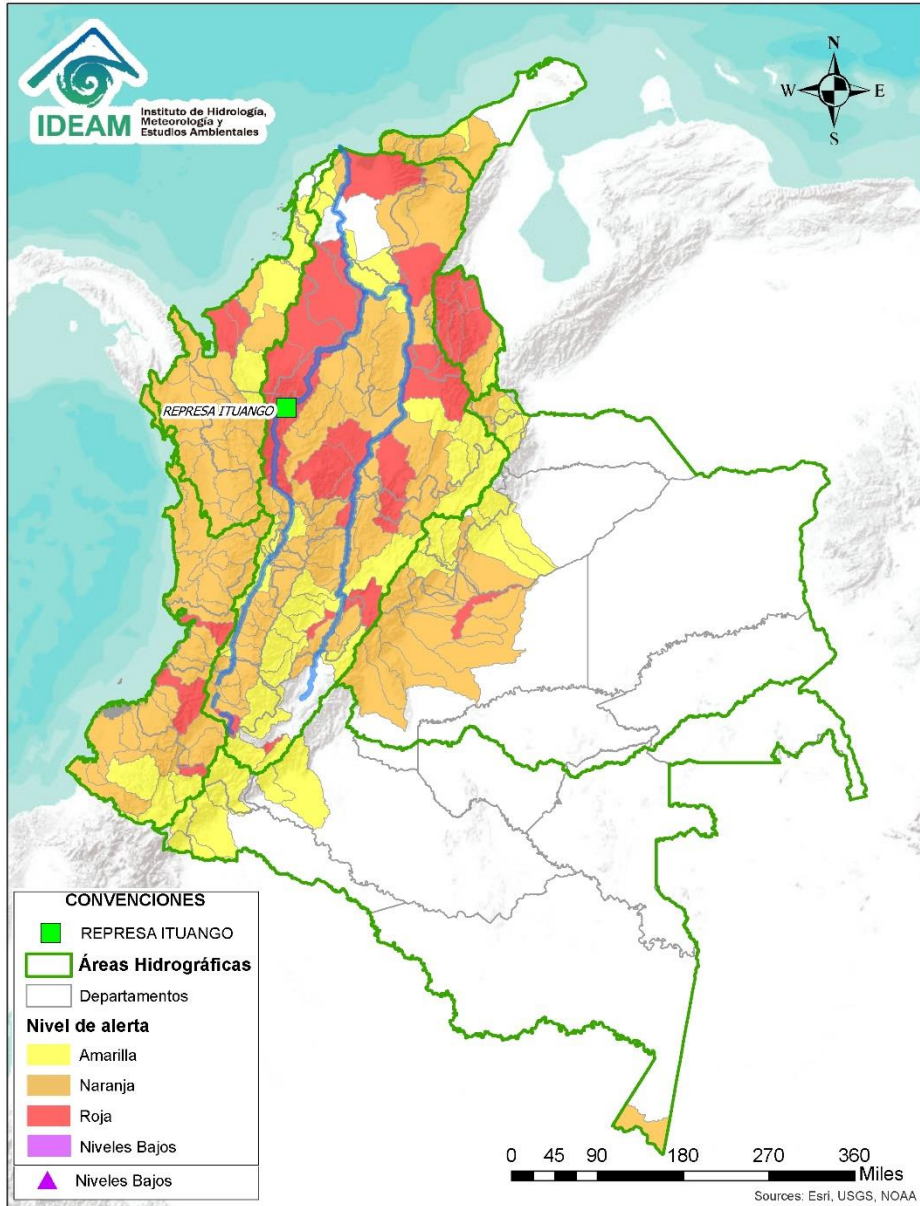 IDEAM
Instituto de Hidrología,
Meteorología y
Estudios Ambientales
N
W
E
S
REPRESA ITUANGO
CONVENCIONES
REPRESA ITUANGO
Áreas Hidrográficas
Departamentos
Nivel de alerta
Amarilla
Naranja
Roja
Niveles Bajos
Niveles Bajos
0 45 90 180 270 360
Miles
Sources: Esri, USGS, NOAA